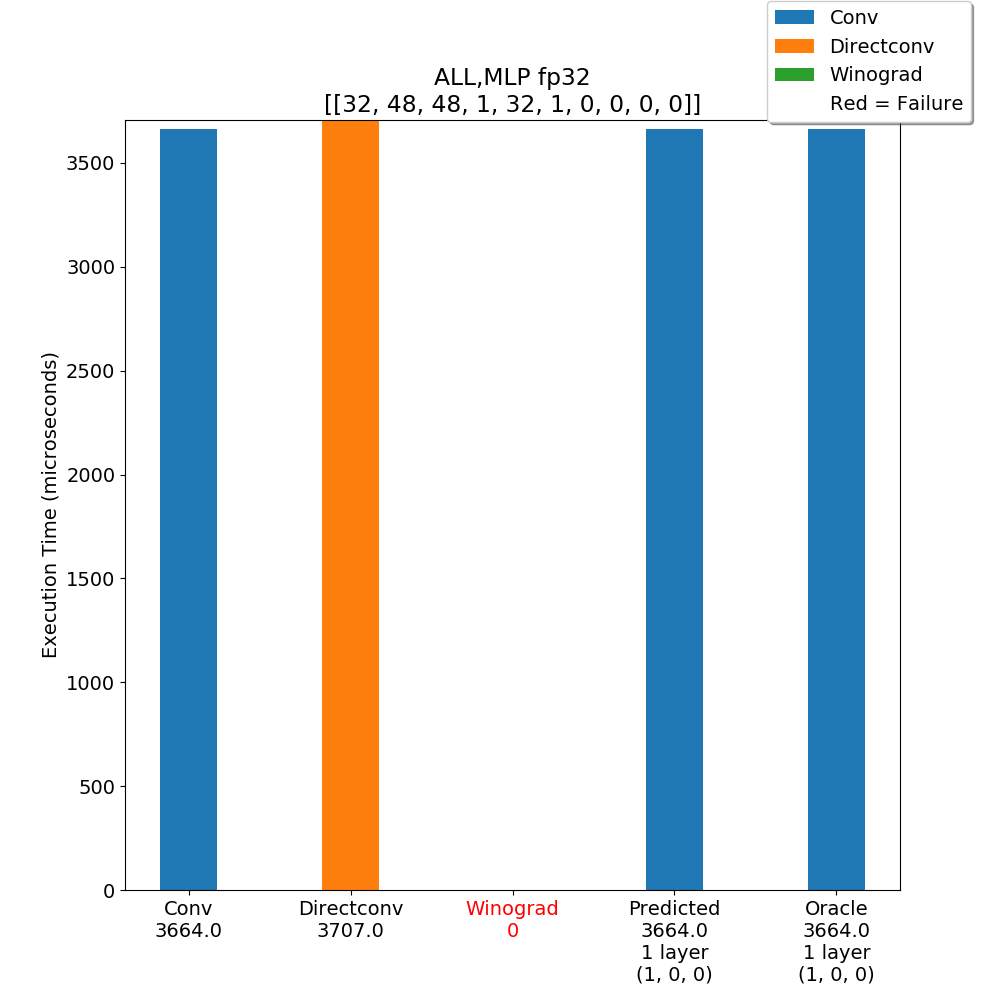 Conv
Directconv
Winograd
Red = Failure
ALL,MLP fp32
[[32, 48, 48, 1, 32, 1, 0, 0, 0, 0]]
Execution Time (microseconds)
3500
3000
2500
2000
1500
1000
500
0
Conv
3664.0
Directconv
3707.0
Winograd
0
Predicted
3664.0
1 layer
(1, 0, 0)
Oracle
3664.0
1 layer
(1, 0, 0)